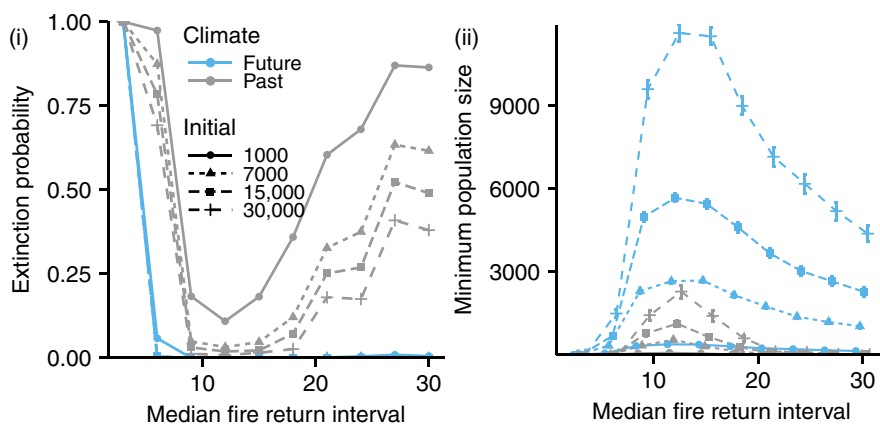 (i)
Extinction probability
1.00
0.75
0.50
0.25
0.00
Climate
Future
Past
Initial
1000
7000
15,000
30,000
10
20
30
Median fire return interval
(ii)
Minimum population size
9000
6000
3000
10
20
30
Median fire return interval